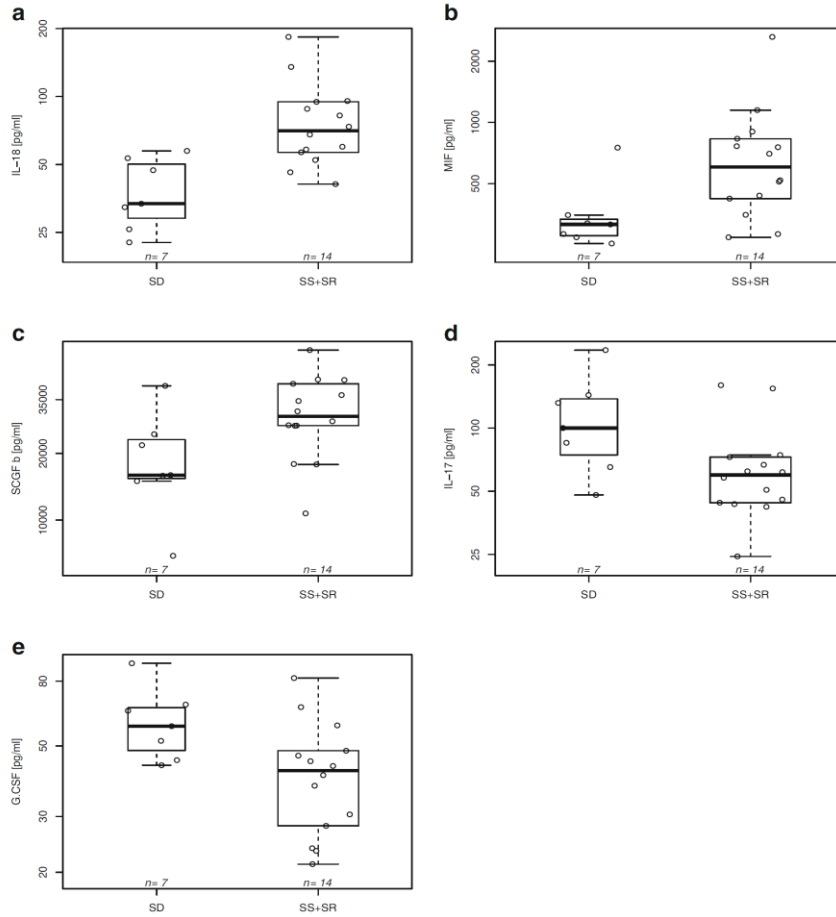 a
200
100
50
25
IL−18 [pg/ml]
n= 7
n= 14
SD
SS+SR
b
2000
1000
500
MIF [pg/ml]
n= 7
n= 14
SD
SS+SR
c
35000
20000
10000
SCGF b [pg/ml]
n= 7
n= 14
SD
SS+SR
d
200
100
50
25
IL−17 [pg/ml]
n= 7
n= 14
SD
SS+SR
e
80
50
30
20
G.CSF [pg/ml]
n= 7
n= 14
SD
SS+SR